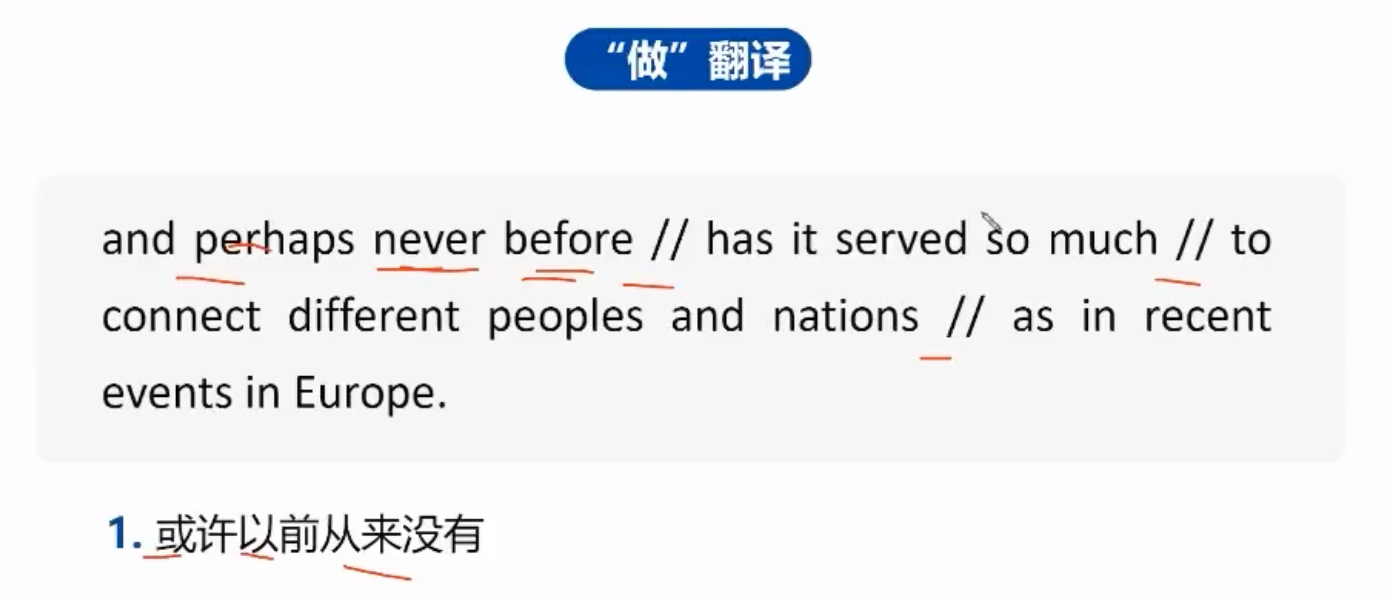 “做” 翻译
and perhaps never before // has it served so much // to
connect different peoples and nations // as in recent
events in Europe.
1. 或许以前从来没有